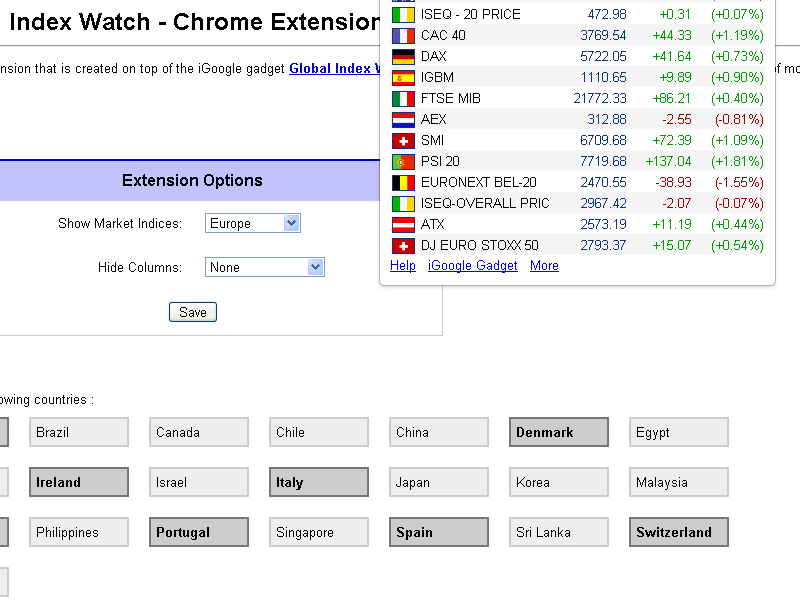 Index Watch - Chrome Extension
nsion that is created on top of the iGoogle gadget Global Index W
of mo
ISEQ - 20 PRICE 472.98 +0.31 (+0.07%)
CAC 40 3769.54 +44.33 (+1.19%)
DAX 5722.05 +41.64 (+0.73%)
IGBM 1110.65 +9.89 (+0.90%)
FTSE MIB 21772.33 +86.21 (+0.40%)
AEX 312.88 -2.55 (-0.81%)
SMI 6709.68 +72.39 (+1.09%)
PSI 20 7719.68 +137.04 (+1.81%)
EURONEXT BEL-20 2470.55 -38.93 (-1.55%)
ISEQ-OVERALL PRIC 2967.42 -2.07 (-0.07%)
ATX 2573.19 +11.19 (+0.44%)
DJ EURO STOXX 50 2793.37 +15.07 (+0.54%)
Help iGoogle Gadget More
Extension Options
Show Market Indices: Europe
Hide Columns: None
Save
owing countries :
Brazil Canada Chile China Denmark Egypt
Ireland Israel Italy Japan Korea Malaysia
Philippines Portugal Singapore Spain Sri Lanka Switzerland